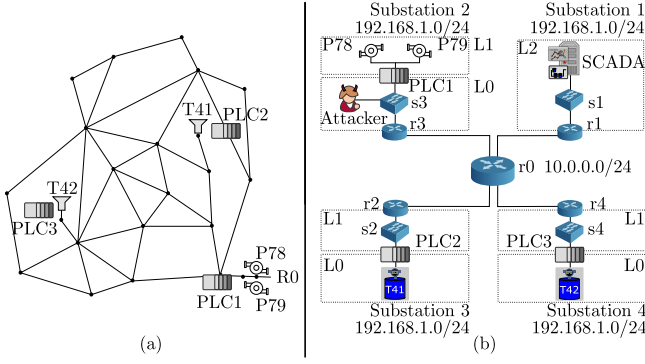 T41
PLC2
T42
PLC3
P78
R0
PLC1
P79
(a)
Substation 2
192.168.1.0/24
Substation 1
192.168.1.0/24
P78
P79
L1
L2
SCADA
PLC1
L0
Attacker
s3
s1
r3
r1
r0 10.0.0.0/24
r2
r4
L1
s2
s4
L1
PLC2
PLC3
L0
L0
T41
T42
Substation 3
192.168.1.0/24
Substation 4
192.168.1.0/24
(b)